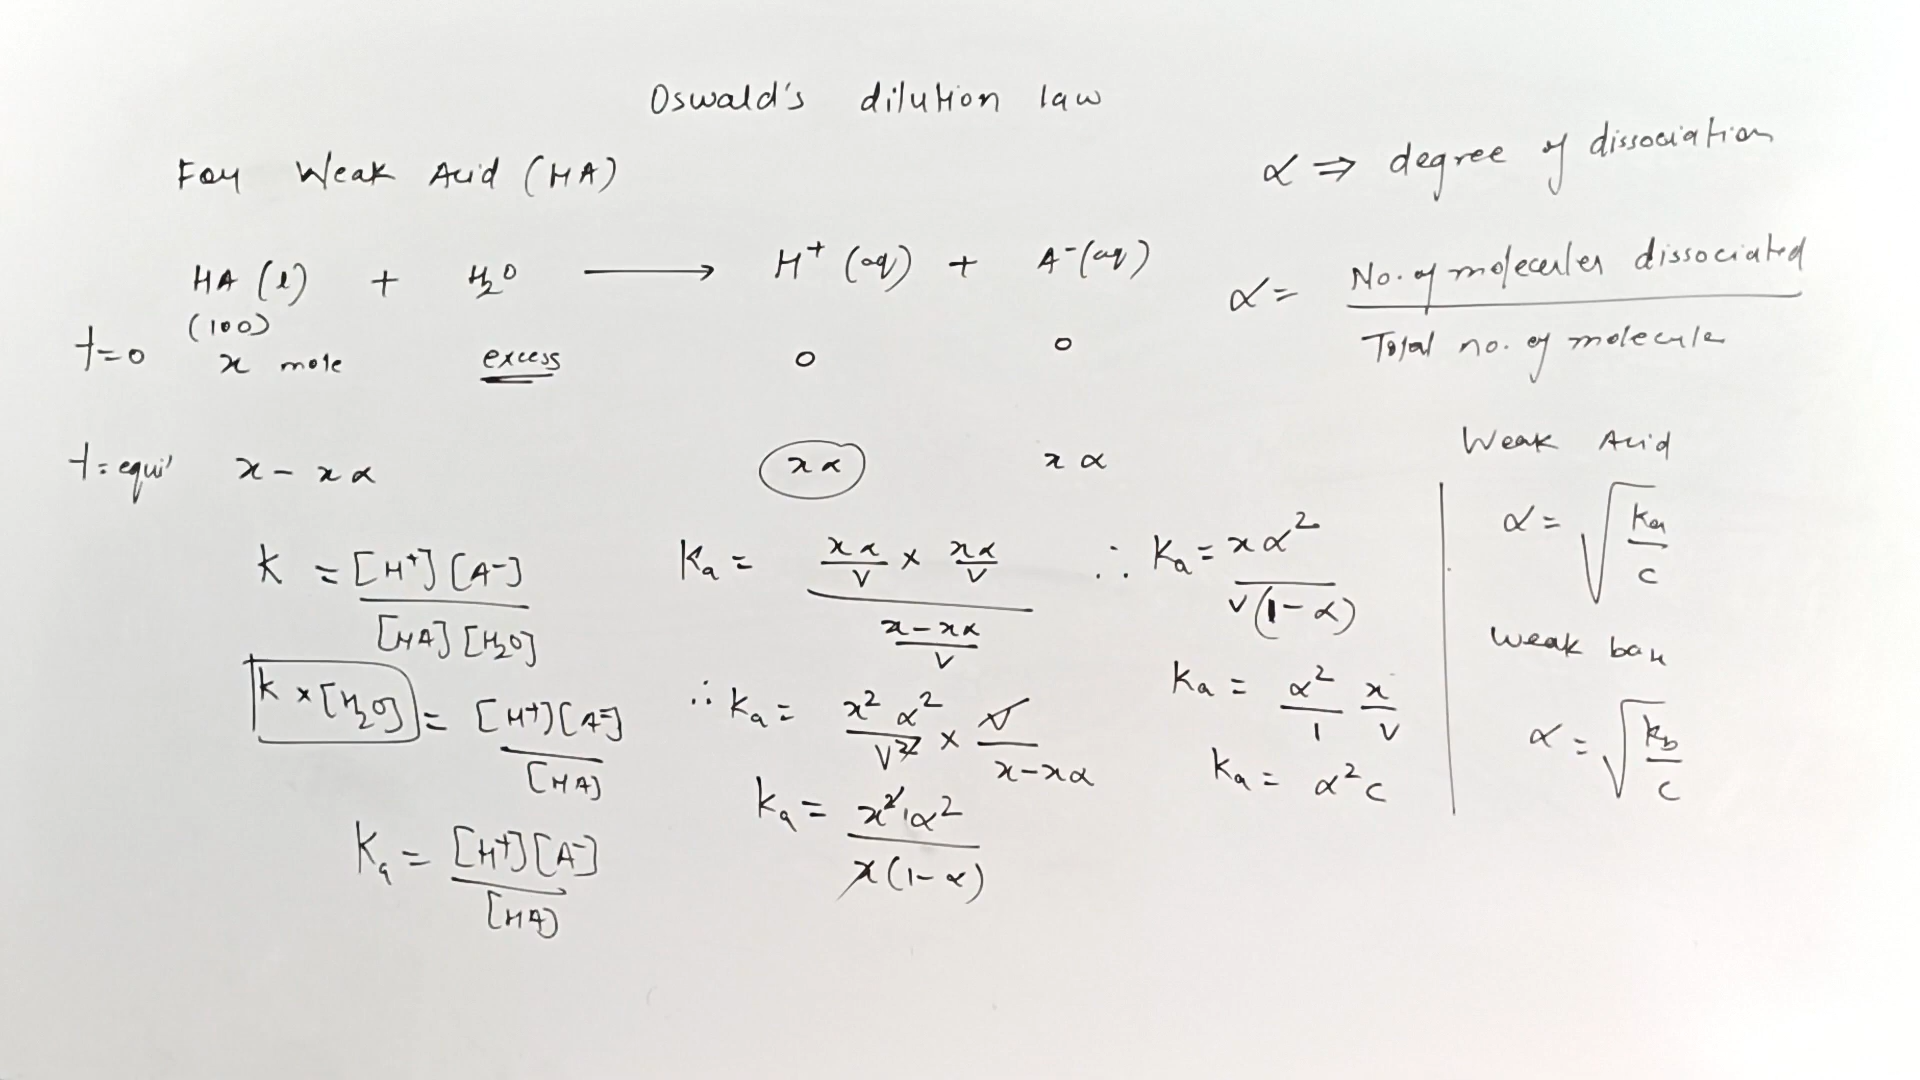 Oswald's dilution law
For Weak Acid (HA)
HA (l) + H₂O ⟶ H⁺ (aq) + A⁻(aq)
(100)
t=0 x mole excess 0 0
t=equi' x - xα xα xα
K = [H⁺][A⁻] / [HA][H₂O]
K × [H₂O] = [H⁺][A⁻] / [HA]
Kₐ = [H⁺][A⁻] / [HA]
Kₐ = (xα/V × xα/V) / ((x-xα)/V)
∴ Kₐ = x²α²/V² × V/(x-xα)
Kₐ = x²α² / x(1-α)
∴ Kₐ = xα² / V(1-α)
Kₐ = α²/1 x/V
Kₐ = α²c
α ⇒ degree of dissociation
α = No. of molecules dissociated / Total no. of molecule
Weak Acid
α = √(Kₐ/c)
Weak base
α = √(K_b/c)